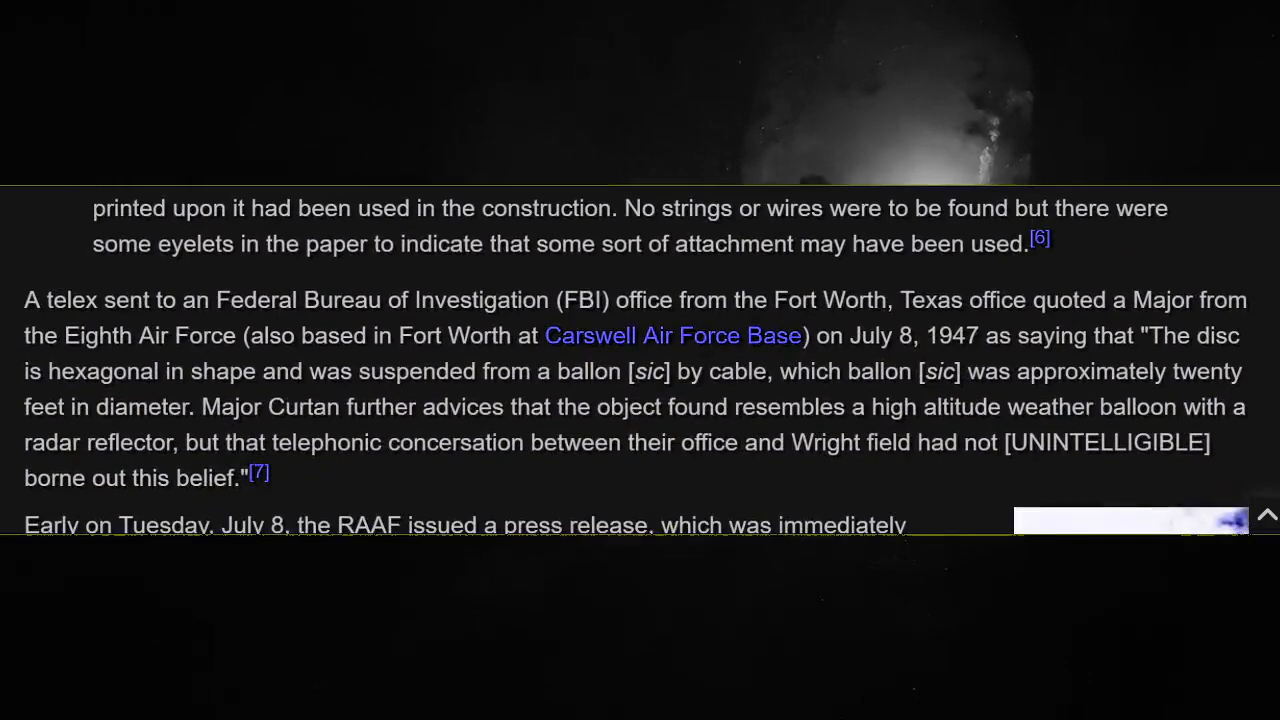 printed upon it had been used in the construction. No strings or wires were to be found but there were
some eyelets in the paper to indicate that some sort of attachment may have been used.[6]
A telex sent to an Federal Bureau of Investigation (FBI) office from the Fort Worth, Texas office quoted a Major from
the Eighth Air Force (also based in Fort Worth at Carswell Air Force Base) on July 8, 1947 as saying that "The disc
is hexagonal in shape and was suspended from a ballon [sic] by cable, which ballon [sic] was approximately twenty
feet in diameter. Major Curtan further advices that the object found resembles a high altitude weather balloon with a
radar reflector, but that telephonic concersation between their office and Wright field had not [UNINTELLIGIBLE]
borne out this belief."[7]
Early on Tuesday, July 8, the RAAF issued a press release, which was immediately